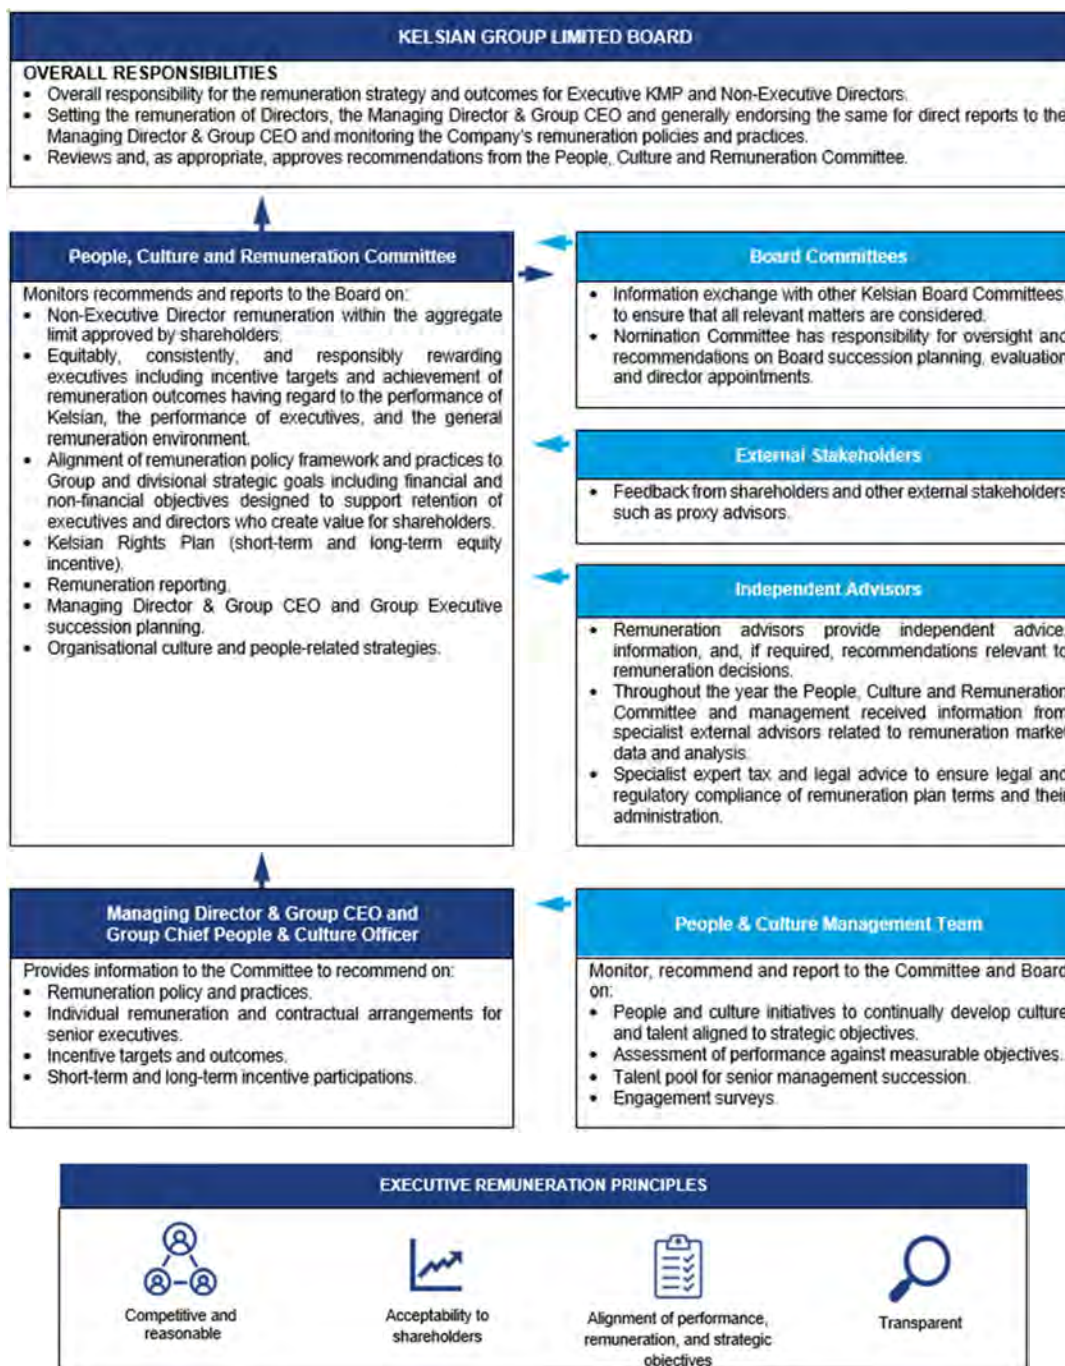 KELSIAN GROUP LIMITED BOARD
OVERALL RESPONSIBILITIES
• Overall responsibility for the remuneration strategy and outcomes for Executive KMP and Non-Executive Directors.
• Setting the remuneration of Directors, the Managing Director & Group CEO and generally endorsing the same for direct reports to the
Managing Director & Group CEO and monitoring the Company's remuneration policies and practices.
• Reviews and, as appropriate, approves recommendations from the People, Culture and Remuneration Committee.
People, Culture and Remuneration Committee
Monitors recommends and reports to the Board on:
• Non-Executive Director remuneration within the aggregate
limit approved by shareholders.
• Equitably, consistently, and responsibly rewarding
executives including incentive targets and achievement of
remuneration outcomes having regard to the performance of
Kelsian, the performance of executives, and the general
remuneration environment.
• Alignment of remuneration policy framework and practices to
Group and divisional strategic goals including financial and
non-financial objectives designed to support retention of
executives and directors who create value for shareholders.
• Kelsian Rights Plan (short-term and long-term equity
incentive).
• Remuneration reporting.
• Managing Director & Group CEO and Group Executive
succession planning.
• Organisational culture and people-related strategies.
Board Committees
• Information exchange with other Kelsian Board Committees,
to ensure that all relevant matters are considered.
• Nomination Committee has responsibility for oversight and
recommendations on Board succession planning, evaluation
and director appointments.
External Stakeholders
• Feedback from shareholders and other external stakeholders
such as proxy advisors.
Independent Advisors
• Remuneration advisors provide independent advice,
information, and, if required, recommendations relevant to
remuneration decisions.
• Throughout the year the People, Culture and Remuneration
Committee and management received information from
specialist external advisors related to remuneration market
data and analysis.
• Specialist expert tax and legal advice to ensure legal and
regulatory compliance of remuneration plan terms and their
administration.
Managing Director & Group CEO and
Group Chief People & Culture Officer
Provides information to the Committee to recommend on:
• Remuneration policy and practices.
• Individual remuneration and contractual arrangements for
senior executives.
• Incentive targets and outcomes.
• Short-term and long-term incentive participations.
People & Culture Management Team
Monitor, recommend and report to the Committee and Board
on:
• People and culture initiatives to continually develop culture
and talent aligned to strategic objectives.
• Assessment of performance against measurable objectives.
• Talent pool for senior management succession.
• Engagement surveys.
EXECUTIVE REMUNERATION PRINCIPLES
Competitive and
reasonable
Acceptability to
shareholders
Alignment of performance,
remuneration, and strategic
objectives
Transparent